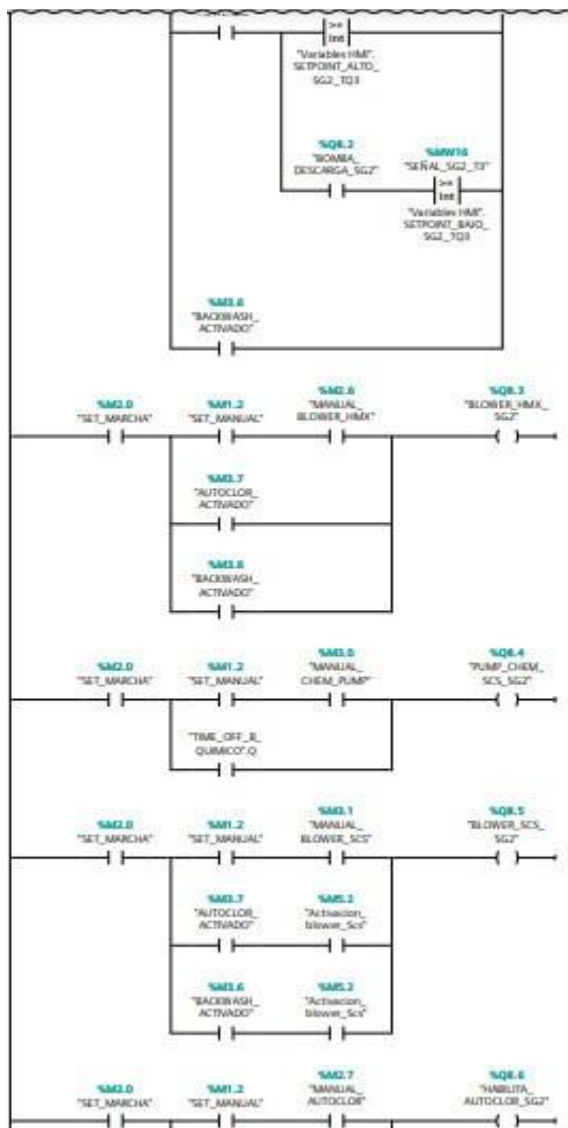 >=
Int
"Variables HMI".
SETPOINT_ALTO_
SG2_TQ3
%Q8.2
"BOMBA_
DESCARGA_SG2"
%MW16
"SEÑAL_SG2_T3"
>=
Int
"Variables HMI".
SETPOINT_BAJO_
SG2_TQ3
%M3.6
"BACKWASH_
ACTIVADO"
%M2.0
"SET_MARCHA"
%M1.2
"SET_MANUAL"
%M2.6
"MANUAL_
BLOWER_HMX"
%Q8.3
"BLOWER_HMX_
SG2"
%M3.7
"AUTOCLOR_
ACTIVADO"
%M3.6
"BACKWASH_
ACTIVADO"
%M2.0
"SET_MARCHA"
%M1.2
"SET_MANUAL"
%M3.0
"MANUAL_
CHEM_PUMP"
%Q8.4
"PUMP_CHEM_
SCS_SG2"
"TIME_OFF_B_
QUIMICO".Q
%M2.0
"SET_MARCHA"
%M1.2
"SET_MANUAL"
%M3.1
"MANUAL_
BLOWER_SCS"
%Q8.5
"BLOWER_SCS_
SG2"
%M3.7
"AUTOCLOR_
ACTIVADO"
%M5.2
"Activacion_
blower_Scs"
%M3.6
"BACKWASH_
ACTIVADO"
%M5.2
"Activacion_
blower_Scs"
%M2.0
"SET_MARCHA"
%M1.2
"SET_MANUAL"
%M2.7
"MANUAL_
AUTOCLOR"
%Q8.6
"HABILITA_
AUTOCLOR_SG2"